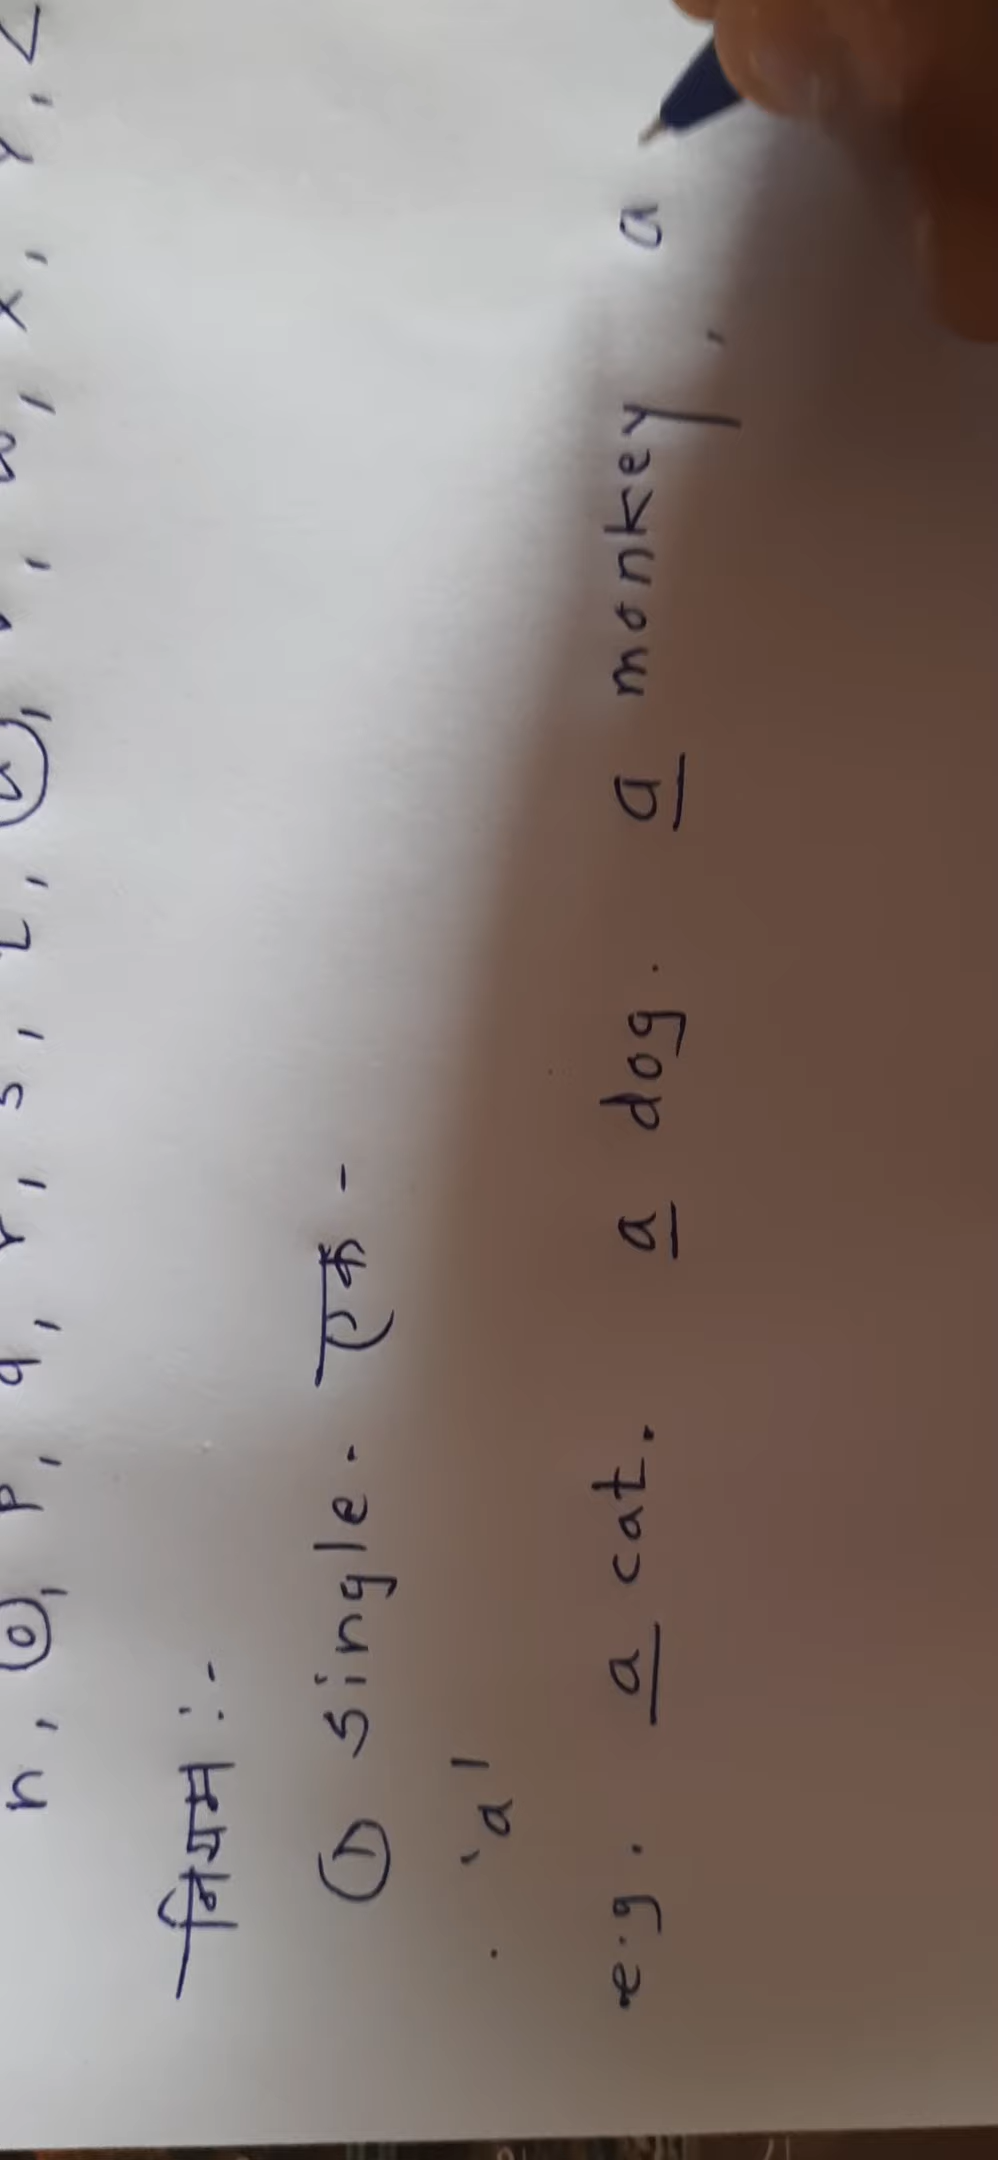 n, o, p, q, r, s, t, u, v, w, x, y, z
नियम :-
① single. एक -
. 'a'
e.g. a cat. a dog. a monkey, a